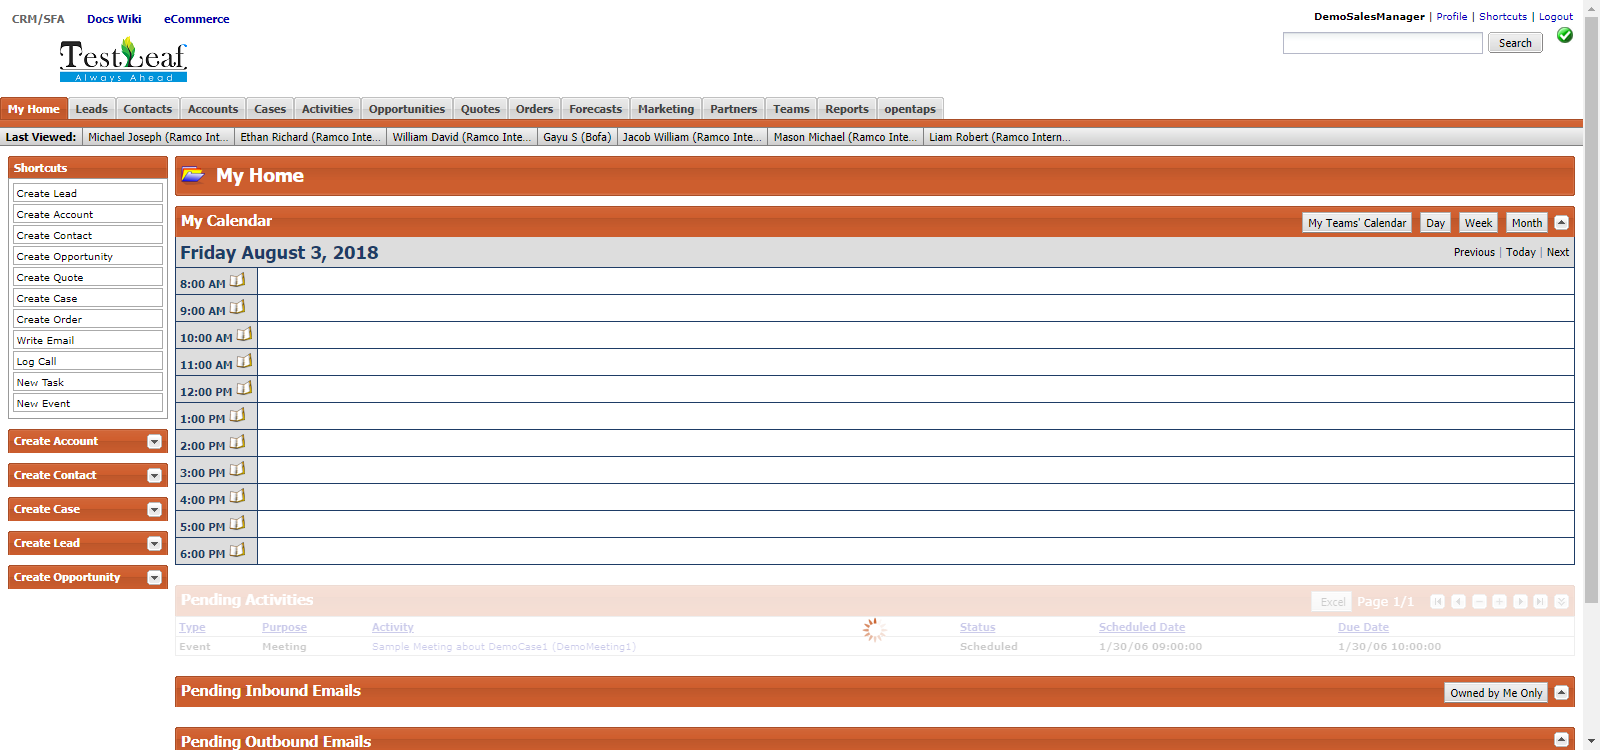 CRM/SFA Docs Wiki eCommerce
DemoSalesManager | Profile | Shortcuts | Logout
Search
TestLeaf
Always Ahead
My Home Leads Contacts Accounts Cases Activities Opportunities Quotes Orders Forecasts Marketing Partners Teams Reports opentaps
Last Viewed: Michael Joseph (Ramco Int... Ethan Richard (Ramco Inte... William David (Ramco Inte... Gayu S (Bofa) Jacob William (Ramco Inte... Mason Michael (Ramco Inte... Liam Robert (Ramco Intern...
Shortcuts
Create Lead
Create Account
Create Contact
Create Opportunity
Create Quote
Create Case
Create Order
Write Email
Log Call
New Task
New Event
Create Account
Create Contact
Create Case
Create Lead
Create Opportunity
My Home
My Calendar My Teams' Calendar Day Week Month
Friday August 3, 2018 Previous | Today | Next
8:00 AM
9:00 AM
10:00 AM
11:00 AM
12:00 PM
1:00 PM
2:00 PM
3:00 PM
4:00 PM
5:00 PM
6:00 PM
Pending Activities Excel Page 1/1
Type Purpose Activity Status Scheduled Date Due Date
Event Meeting Sample Meeting about DemoCase1 (DemoMeeting1) Scheduled 1/30/06 09:00:00 1/30/06 10:00:00
Pending Inbound Emails Owned by Me Only
Pending Outbound Emails